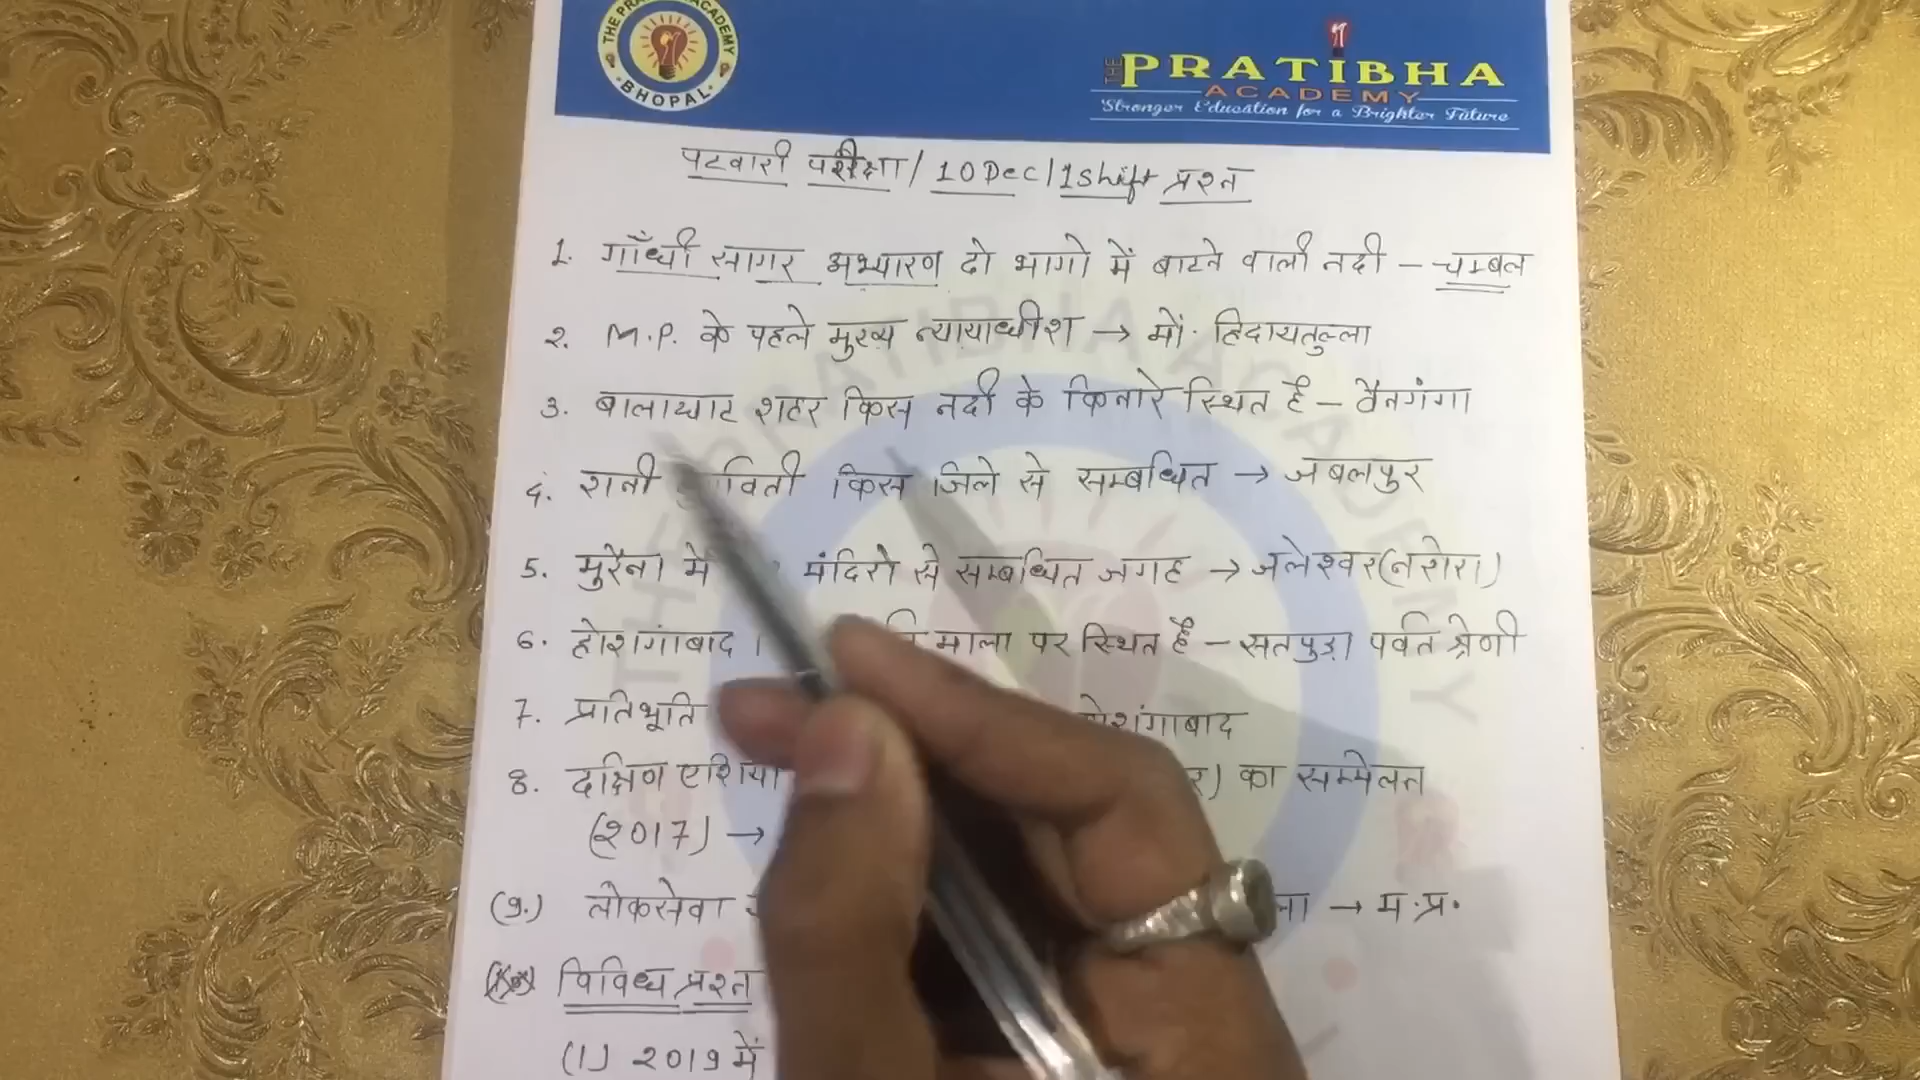 THE PRATIBHA ACADEMY
BHOPAL
THE PRATIBHA
ACADEMY
Stronger Education for a Brighter Future
पटवारी परीक्षा / 10 Dec / 1 Shift प्रश्न
1. गाँधी सागर अभ्यारण दो भागो में बाटने वाली नदी – चम्बल
2. M.P. के पहले मुख्य न्यायाधीश → मों. हिदायतुल्ला
3. बालाघाट शहर किस नदी के किनारे स्थित है – वैनगंगा
4. रानी किस जिले से सम्बधित → जबलपुर
5. मुरैना में मंदिरो से सम्बधित जगह → जलेश्वर (नरोरा)
6. होशगांबाद माला पर स्थित है – सतपुड़ा पर्वत श्रेणी
7. प्रतिभूति
8. दक्षिण एशिया का सम्मेलन
(2017) →
(9.) लोकसेवा → म.प्र.
विविध प्रश्न
(1) 2019 में